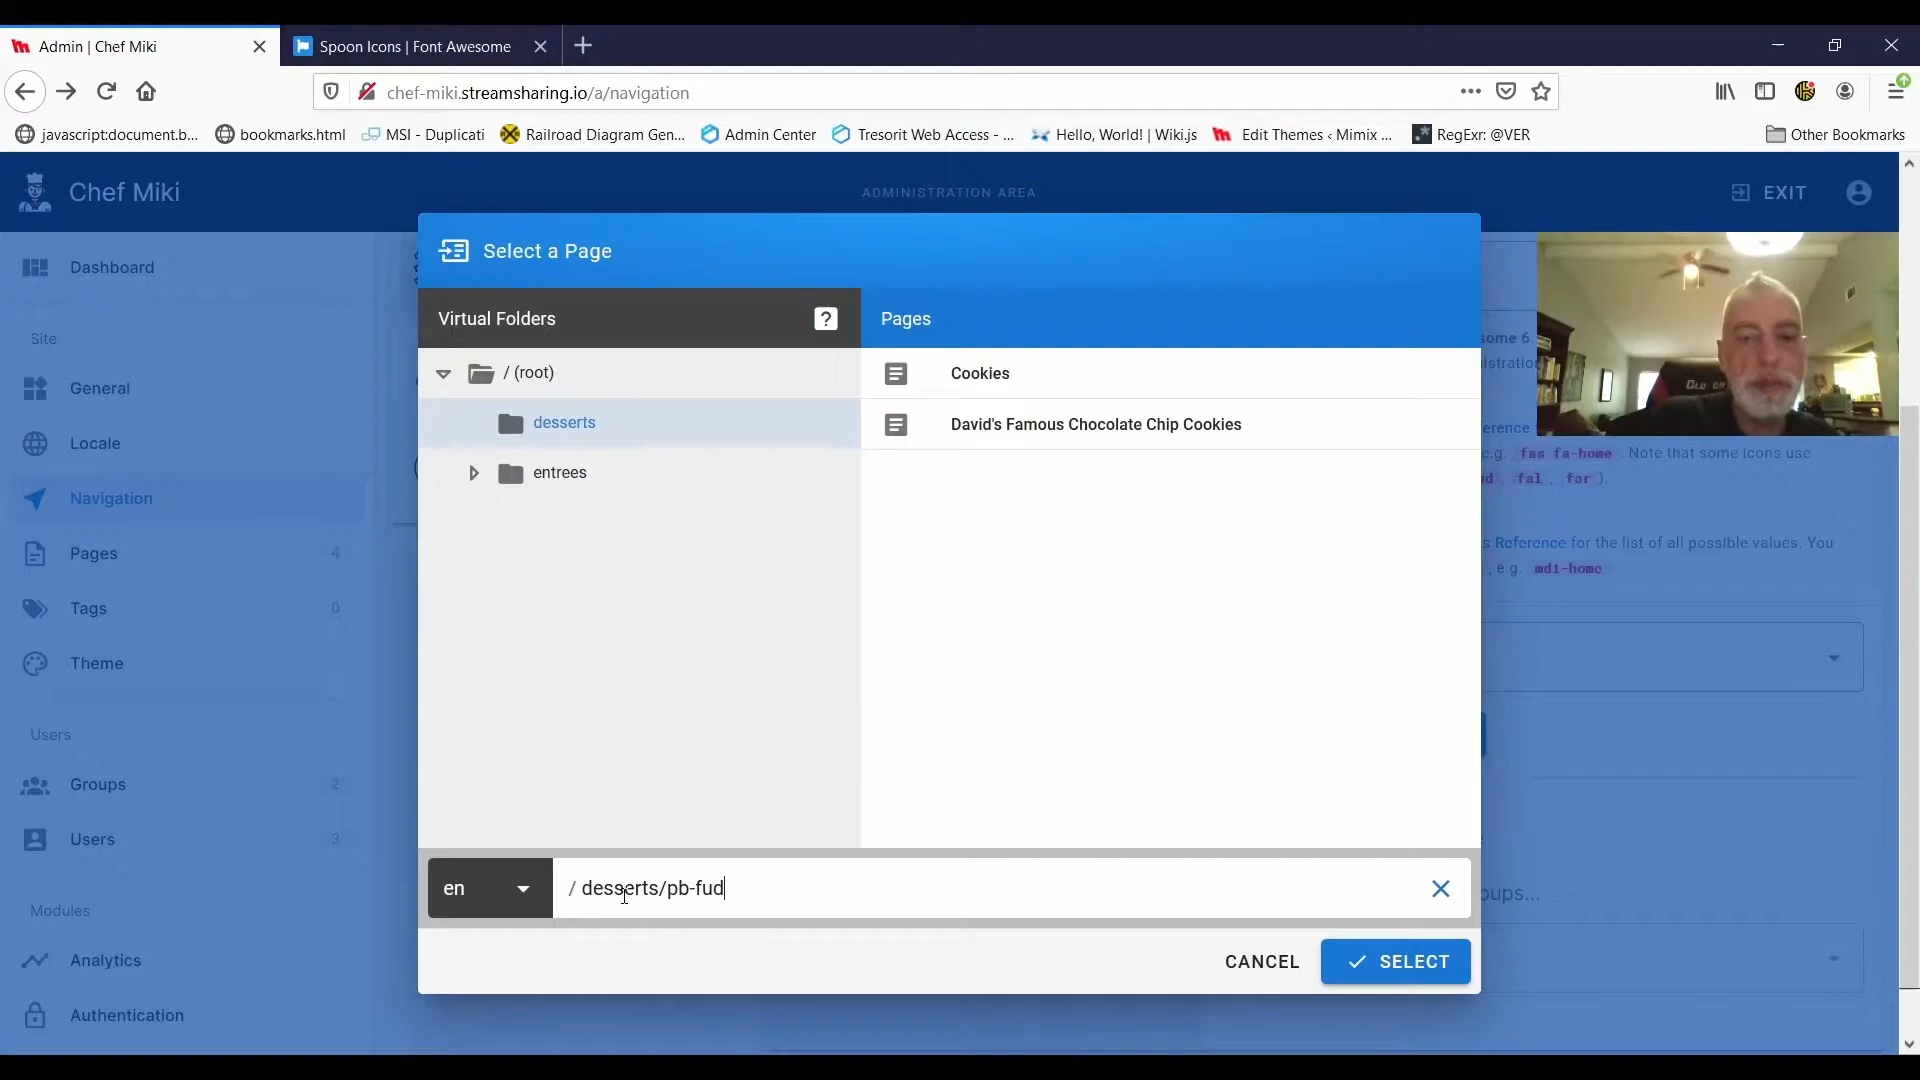 Admin | Chef Miki
Spoon Icons | Font Awesome
chef-miki.streamsharing.io/a/navigation
javascript:document.b...
bookmarks.html
MSI - Duplicati
Railroad Diagram Gen...
Admin Center
Tresorit Web Access - ...
Hello, World! | Wiki.js
Edit Themes ‹ Mimix ...
RegExr: @VER
Other Bookmarks
Chef Miki
ADMINISTRATION AREA
EXIT
Dashboard
Site
General
Locale
Navigation
Pages 4
Tags 0
Theme
Users
Groups 2
Users 3
Modules
Analytics
Authentication
Select a Page
Virtual Folders ?
Pages
/ (root)
desserts
entrees
Cookies
David's Famous Chocolate Chip Cookies
en
/ desserts/pb-fud
CANCEL
SELECT
e.g. fas fa-home . Note that some icons use
, fal , far ).
Reference for the list of all possible values. You
, e.g. mdi-home